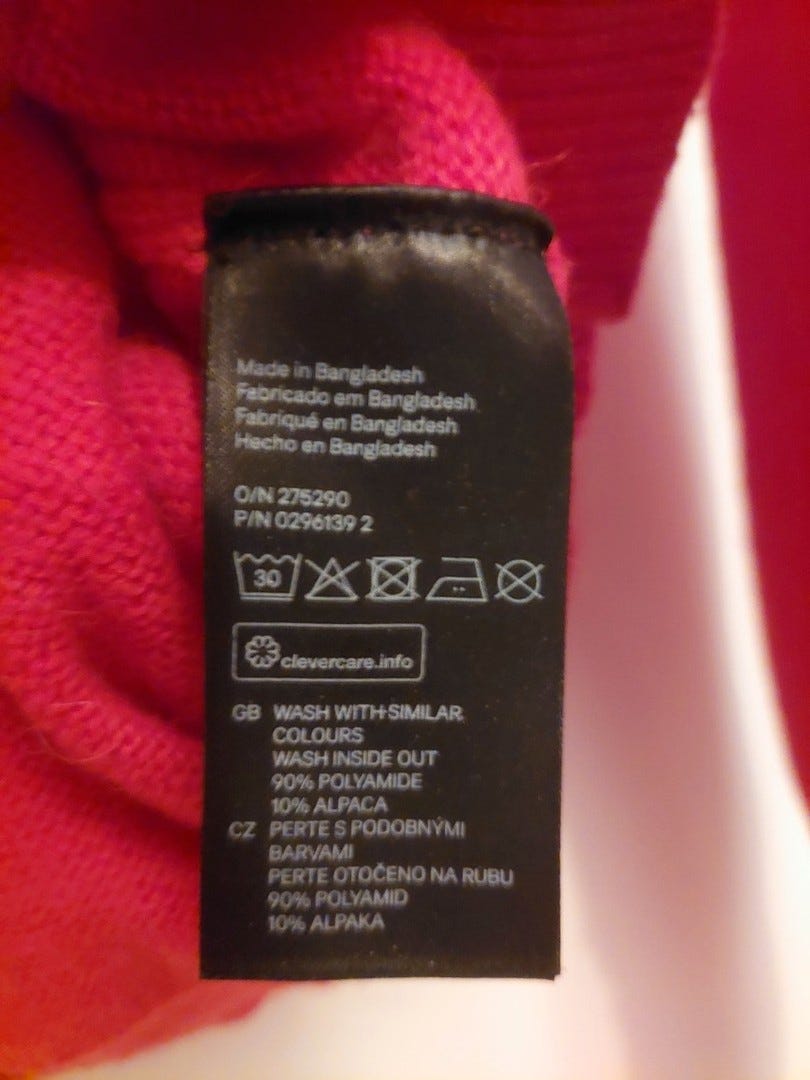 Made in Bangladesh
Fabricado em Bangladesh
Fabriqué en Bangladesh
Hecho en Bangladesh
O/N 275290
P/N 0296139 2
30
clevercare.info
GB WASH WITH SIMILAR
COLOURS
WASH INSIDE OUT
90% POLYAMIDE
10% ALPACA
CZ PERTE S PODOBNÝMI
BARVAMI
PERTE OTOČENO NA RUBU
90% POLYAMID
10% ALPAKA